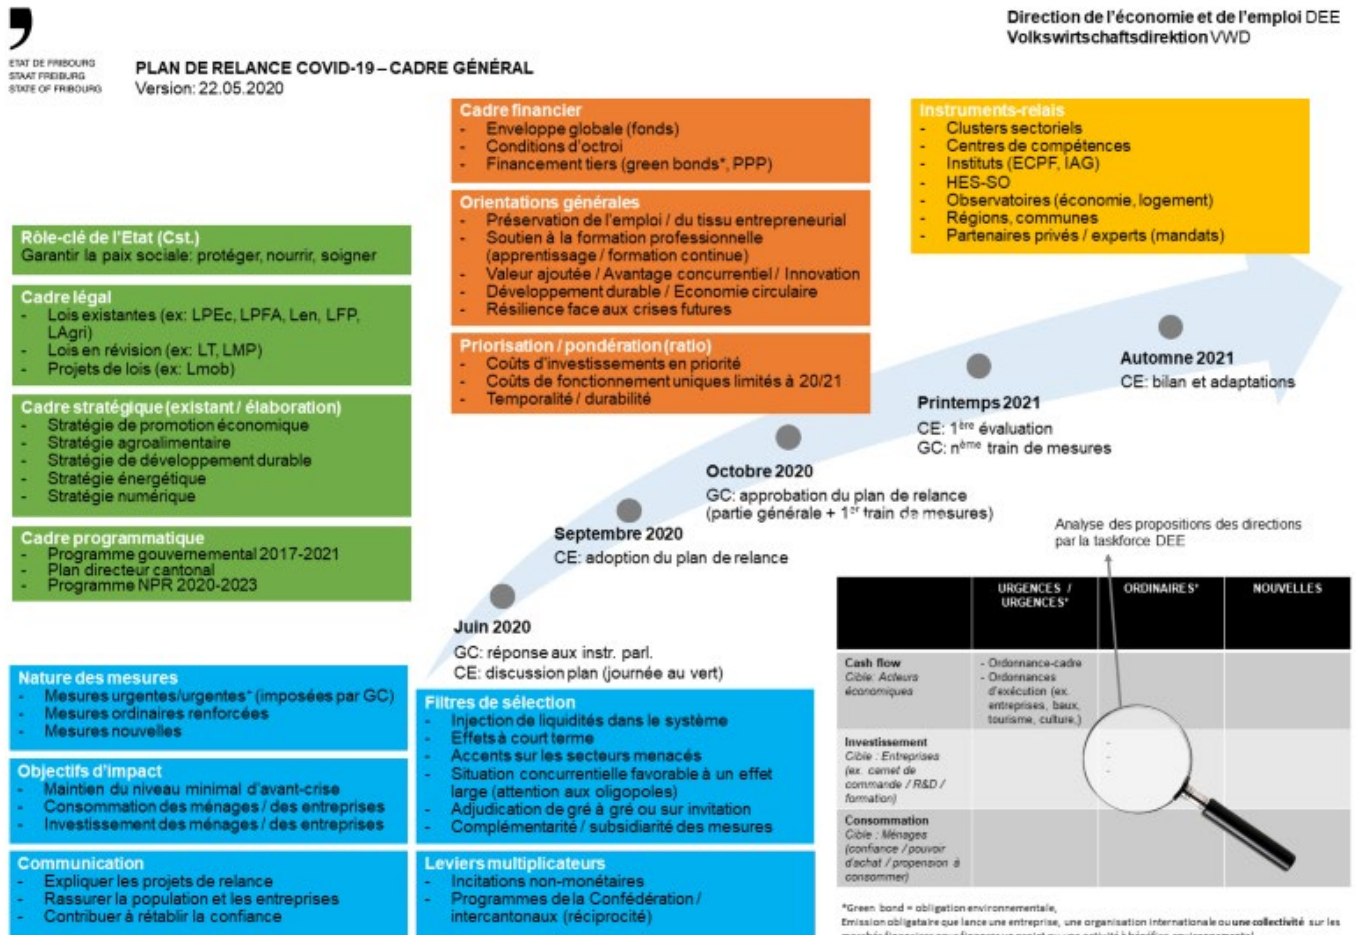 ETAT DE FRIBOURG
STAAT FREIBURG
STATE OF FRIBOURG
Direction de l'économie et de l'emploi DEE
Volkswirtschaftsdirektion VWD
PLAN DE RELANCE COVID-19 – CADRE GÉNÉRAL
Version: 22.05.2020
Rôle-clé de l'Etat (Cst.)
Garantir la paix sociale: protéger, nourrir, soigner
Cadre légal
- Lois existantes (ex: LPEc, LPFA, Len, LFP,
LAgri)
- Lois en révision (ex: LT, LMP)
- Projets de lois (ex: Lmob)
Cadre stratégique (existant / élaboration)
- Stratégie de promotion économique
- Stratégie agroalimentaire
- Stratégie de développement durable
- Stratégie énergétique
- Stratégie numérique
Cadre programmatique
- Programme gouvernemental 2017-2021
- Plan directeur cantonal
- Programme NPR 2020-2023
Cadre financier
- Enveloppe globale (fonds)
- Conditions d'octroi
- Financement tiers (green bonds*, PPP)
Orientations générales
- Préservation de l'emploi / du tissu entrepreneurial
- Soutien à la formation professionnelle
(apprentissage / formation continue)
- Valeur ajoutée / Avantage concurrentiel / Innovation
- Développement durable / Economie circulaire
- Résilience face aux crises futures
Priorisation / pondération (ratio)
- Coûts d'investissements en priorité
- Coûts de fonctionnement uniques limités à 20/21
- Temporalité / durabilité
Instruments-relais
- Clusters sectoriels
- Centres de compétences
- Instituts (ECPF, IAG)
- HES-SO
- Observatoires (économie, logement)
- Régions, communes
- Partenaires privés / experts (mandats)
Juin 2020
GC: réponse aux instr. parl.
CE: discussion plan (journée au vert)
Septembre 2020
CE: adoption du plan de relance
Octobre 2020
GC: approbation du plan de relance
(partie générale + 1er train de mesures)
Printemps 2021
CE: 1ère évaluation
GC: nème train de mesures
Automne 2021
CE: bilan et adaptations
Nature des mesures
- Mesures urgentes/urgentes+ (imposées par GC)
- Mesures ordinaires renforcées
- Mesures nouvelles
Objectifs d'impact
- Maintien du niveau minimal d'avant-crise
- Consommation des ménages / des entreprises
- Investissement des ménages / des entreprises
Communication
- Expliquer les projets de relance
- Rassurer la population et les entreprises
- Contribuer à rétablir la confiance
Filtres de sélection
- Injection de liquidités dans le système
- Effets à court terme
- Accents sur les secteurs menacés
- Situation concurrentielle favorable à un effet
large (attention aux oligopoles)
- Adjudication de gré à gré ou sur invitation
- Complémentarité / subsidiarité des mesures
Leviers multiplicateurs
- Incitations non-monétaires
- Programmes de la Confédération /
intercantonaux (réciprocité)
Analyse des propositions des directions
par la taskforce DEE
URGENCES /
URGENCES+
ORDINAIRES+
NOUVELLES
Cash flow
Cible: Acteurs
économiques
- Ordonnance-cadre
- Ordonnances
d'exécution (ex.
entreprises, baux,
tourisme, culture,)
Investissement
Cible : Entreprises
(ex. carnet de
commande / R&D /
formation)
-
-
-
Consommation
Cible : Ménages
(confiance / pouvoir
d'achat / propension à
consommer)
*Green bond = obligation environnementale,
Emission obligataire que lance une entreprise, une organisation internationale ou une collectivité sur les